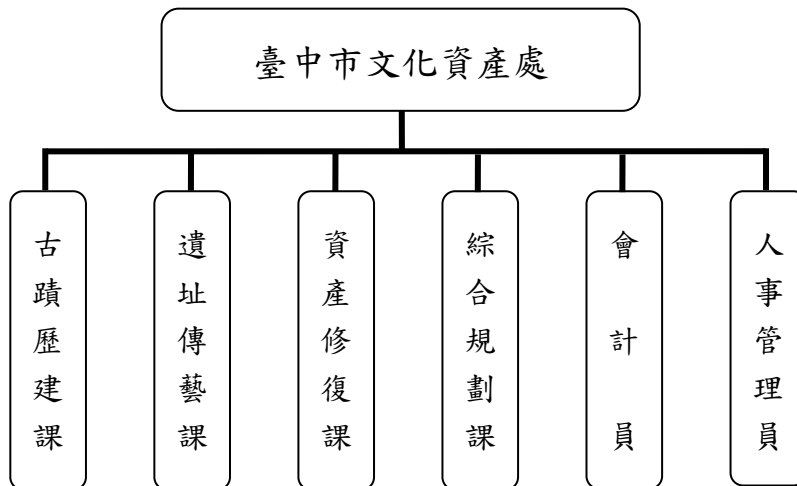 臺中市文化資產處
古蹟歷建課
遺址傳藝課
資產修復課
綜合規劃課
會計員
人事管理員